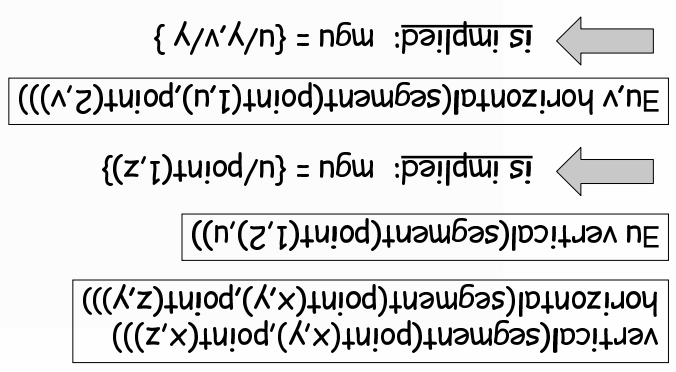 vertical(segment(point(x,y),point(x,z)))
horizontal(segment(point(x,y),point(z,y)))
∃u vertical(segment(point(1,2),u))
is implied: mgu = {u/point(1,z)}
∃u,v horizontal(segment(point(1,u),point(2,v)))
is implied: mgu = {u/y,v/y }